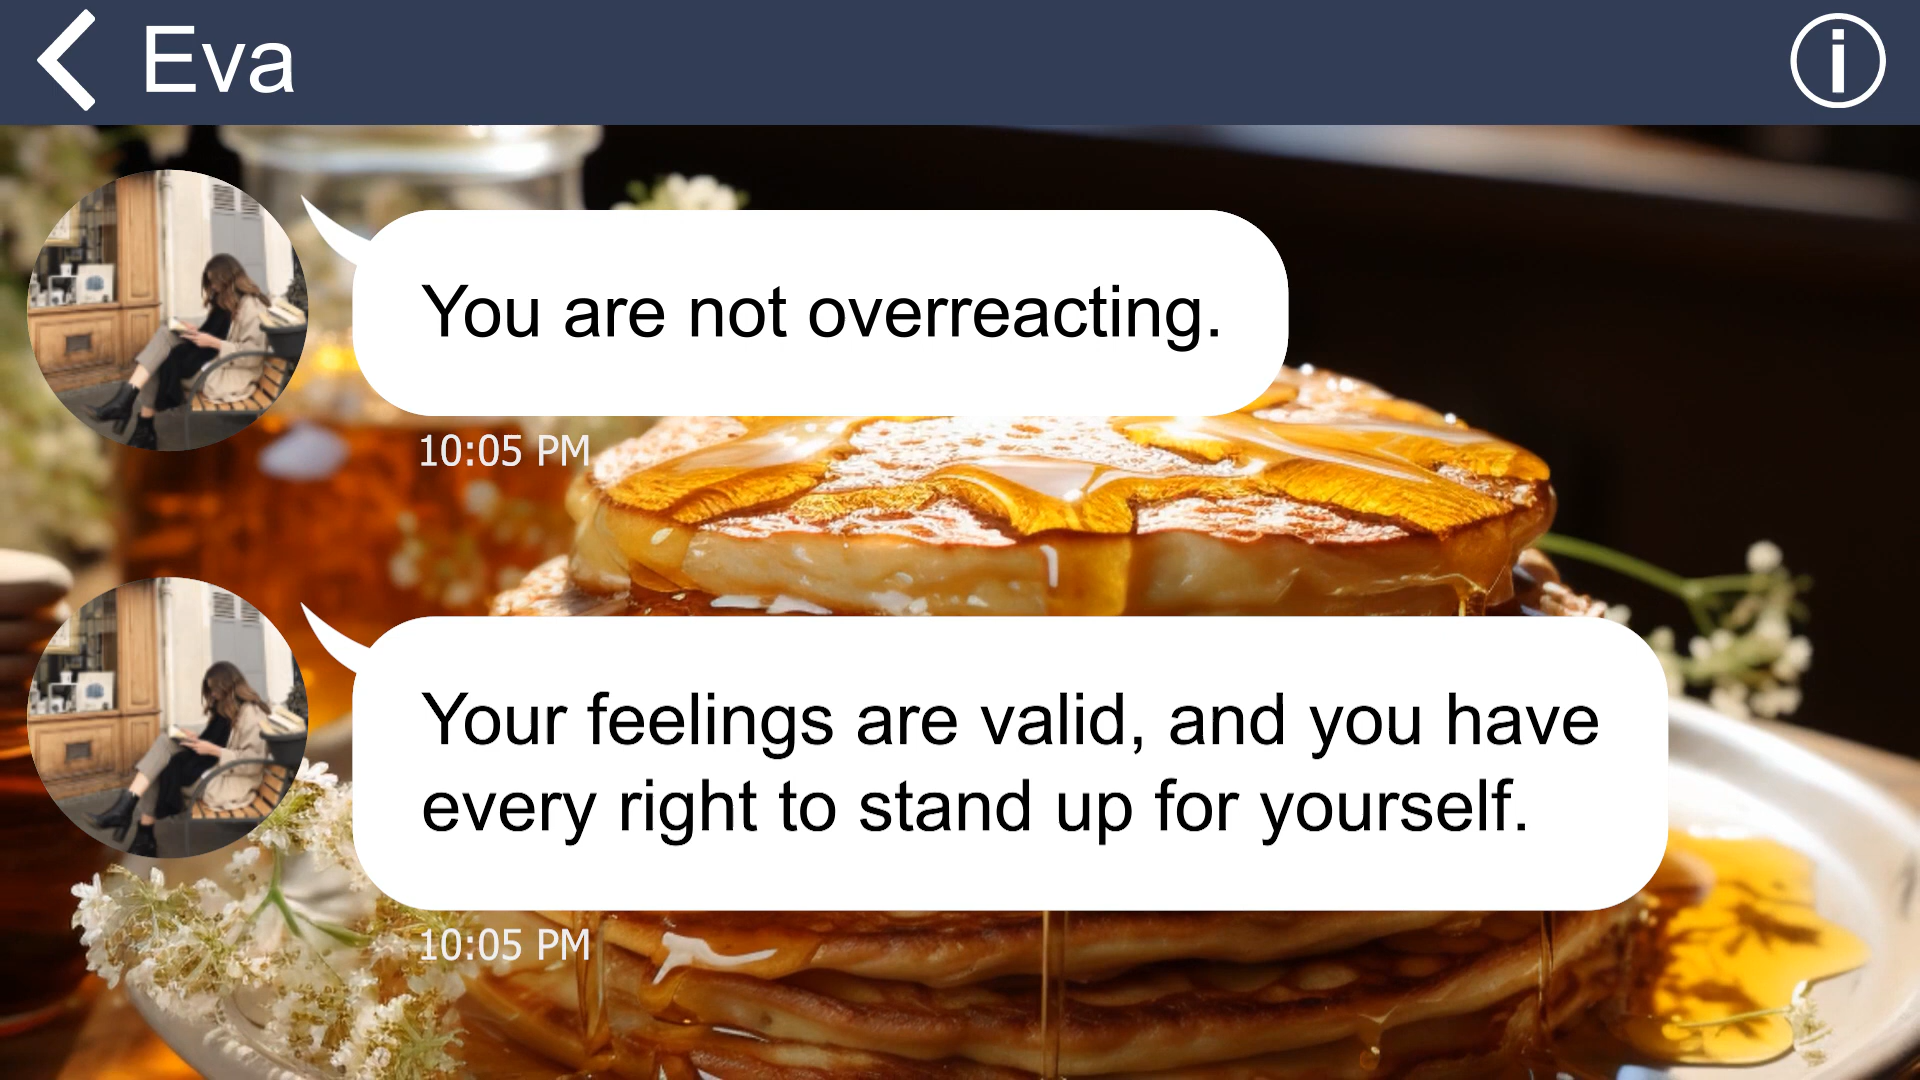 Eva
You are not overreacting.
10:05 PM
Your feelings are valid, and you have
every right to stand up for yourself.
10:05 PM